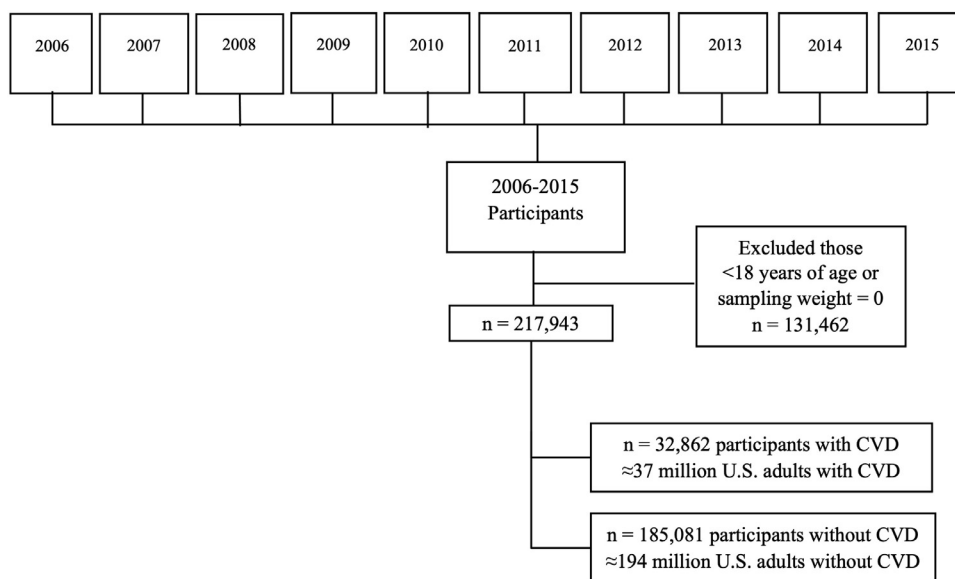 2006
2007
2008
2009
2010
2011
2012
2013
2014
2015
2006-2015
Participants
Excluded those
<18 years of age or
sampling weight = 0
n = 131,462
n = 217,943
n = 32,862 participants with CVD
≈37 million U.S. adults with CVD
n = 185,081 participants without CVD
≈194 million U.S. adults without CVD